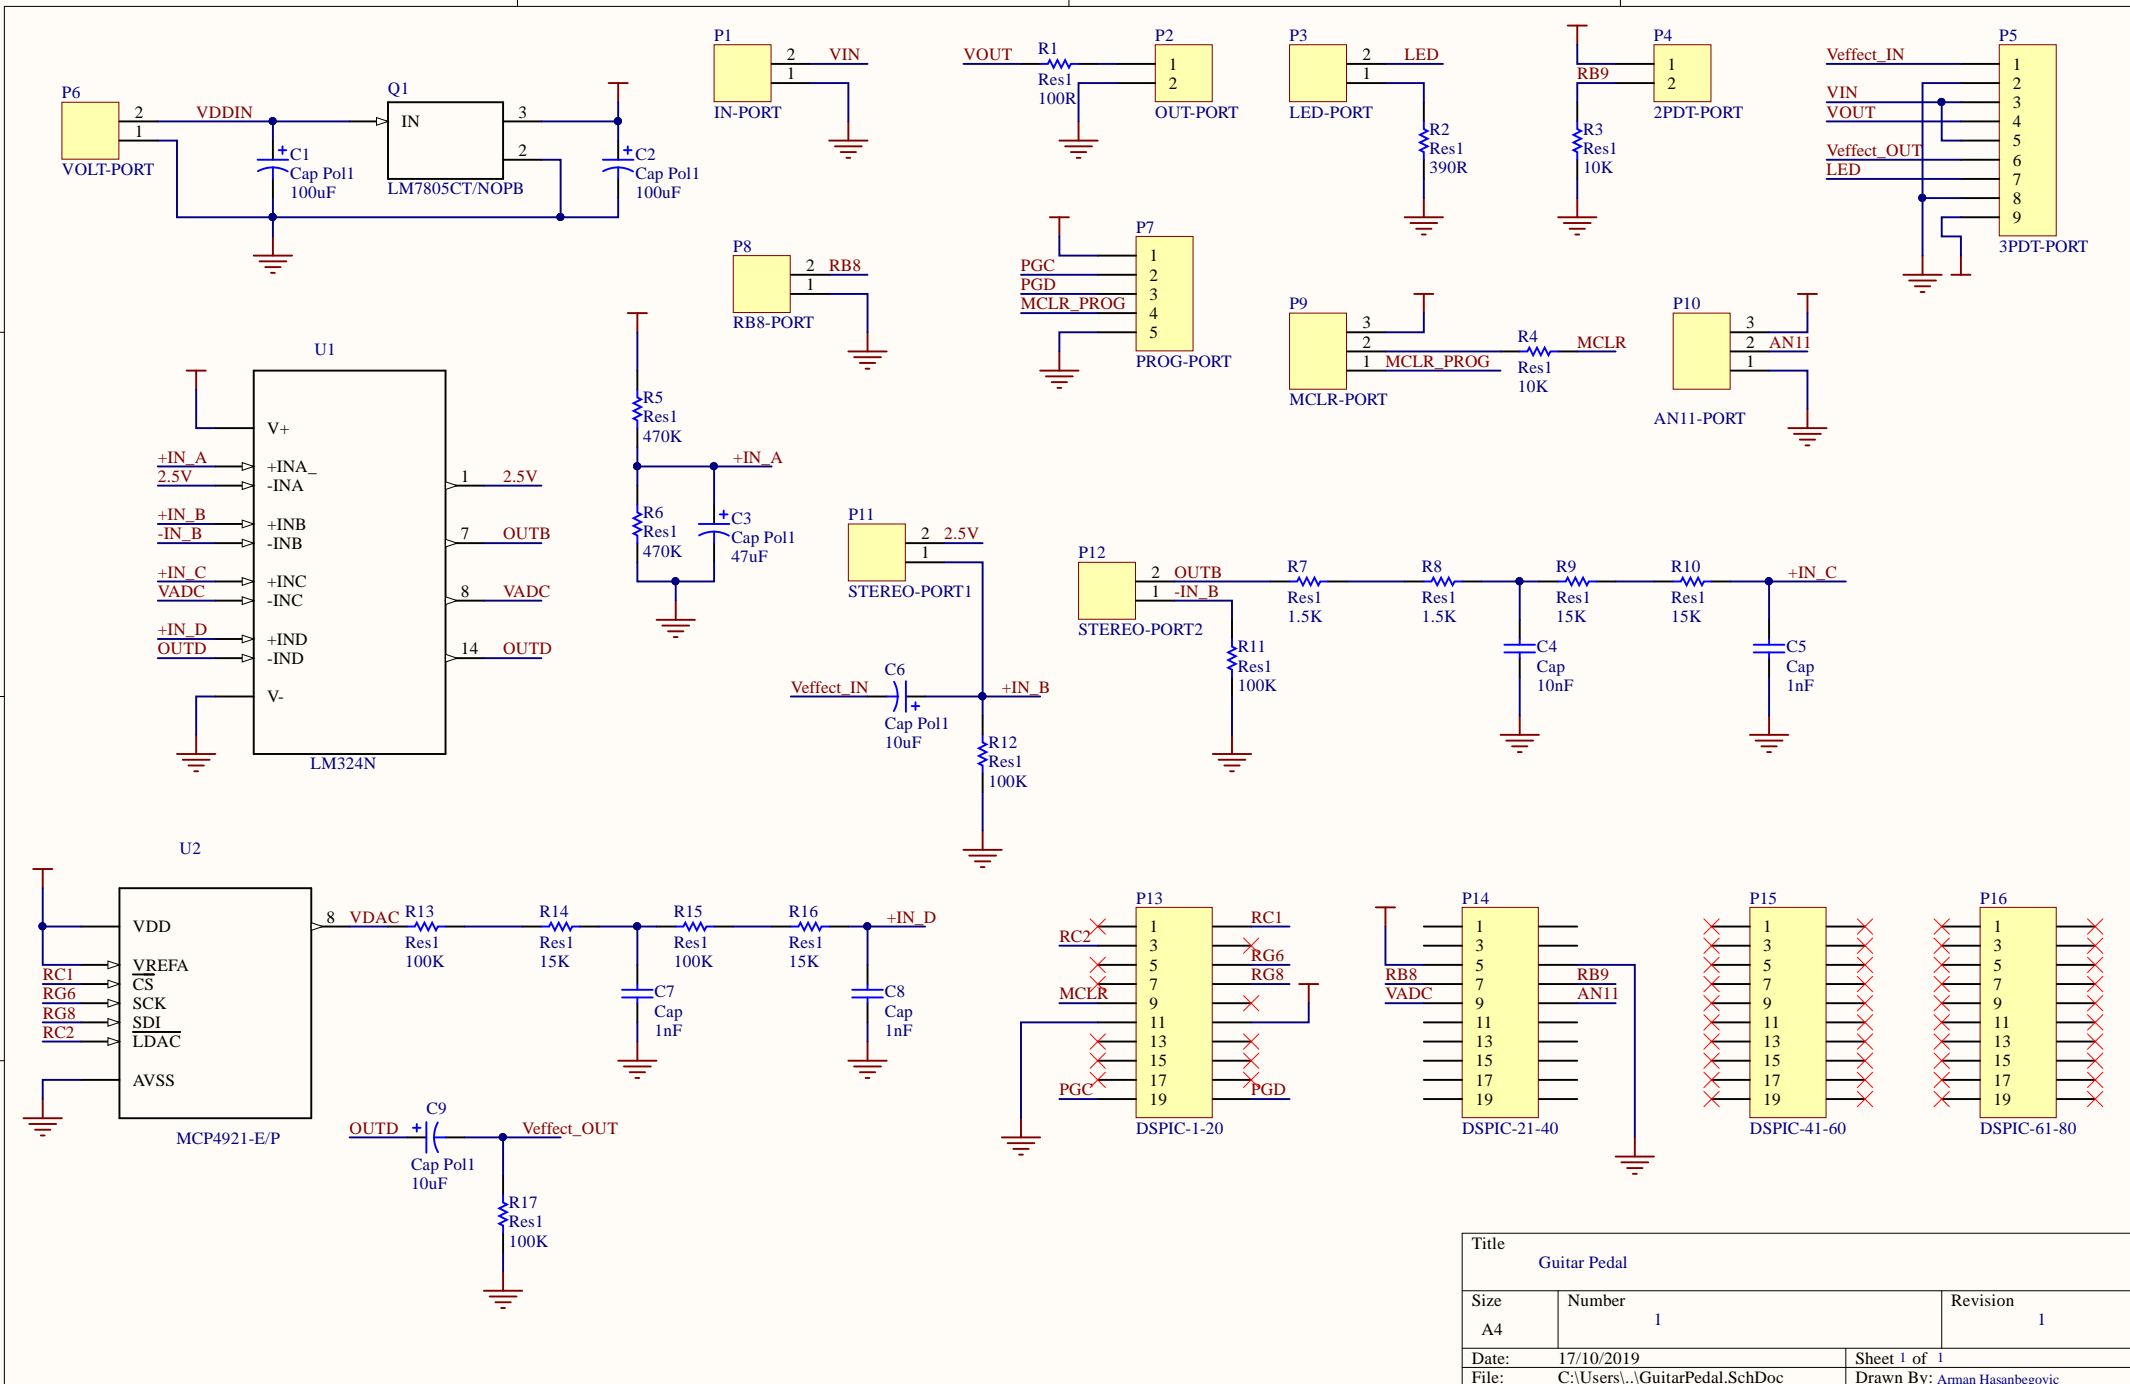 P6
2
1
VOLT-PORT
VDDIN
+
C1
Cap Pol1
100uF
Q1
IN
3
2
LM7805CT/NOPB
+
C2
Cap Pol1
100uF
P1
2
1
VIN
IN-PORT
VOUT
R1
Res1
100R
P2
1
2
OUT-PORT
P3
2
1
LED
LED-PORT
R2
Res1
390R
P4
1
2
RB9
2PDT-PORT
R3
Res1
10K
P5
Veffect_IN
VIN
VOUT
Veffect_OUT
LED
1
2
3
4
5
6
7
8
9
3PDT-PORT
P8
2
1
RB8
RB8-PORT
P7
PGC
PGD
MCLR_PROG
1
2
3
4
5
PROG-PORT
P9
3
2
1
MCLR_PROG
MCLR-PORT
R4
Res1
10K
MCLR
P10
3
2
1
AN11
AN11-PORT
U1
V+
+IN_A
2.5V
+INA_
-INA
1
2.5V
+IN_B
-IN_B
+INB
-INB
7
OUTB
+IN_C
VADC
+INC
-INC
8
VADC
+IN_D
OUTD
+IND
-IND
14
OUTD
V-
LM324N
R5
Res1
470K
+IN_A
R6
Res1
470K
+
C3
Cap Pol1
47uF
P11
2
1
2.5V
STEREO-PORT1
Veffect_IN
C6
+
Cap Pol1
10uF
+IN_B
R12
Res1
100K
P12
2
1
OUTB
-IN_B
STEREO-PORT2
R11
Res1
100K
R7
Res1
1.5K
R8
Res1
1.5K
C4
Cap
10nF
R9
Res1
15K
R10
Res1
15K
+IN_C
C5
Cap
1nF
U2
VDD
VREFA
RC1
CS
RG6
SCK
RG8
SDI
RC2
LDAC
AVSS
MCP4921-E/P
8
VDAC
R13
Res1
100K
R14
Res1
15K
C7
Cap
1nF
R15
Res1
100K
R16
Res1
15K
+IN_D
C8
Cap
1nF
OUTD
C9
+
Cap Pol1
10uF
Veffect_OUT
R17
Res1
100K
P13
RC2
MCLR
PGC
1
3
5
7
9
11
13
15
17
19
RC1
RG6
RG8
PGD
DSPIC-1-20
P14
RB8
VADC
1
3
5
7
9
11
13
15
17
19
RB9
AN11
DSPIC-21-40
P15
1
3
5
7
9
11
13
15
17
19
DSPIC-41-60
P16
1
3
5
7
9
11
13
15
17
19
DSPIC-61-80
Title
Guitar Pedal
Size
A4
Number
1
Revision
1
Date: 17/10/2019
Sheet 1 of 1
File: C:\Users\..\GuitarPedal.SchDoc
Drawn By: Arman Hasanbegovic